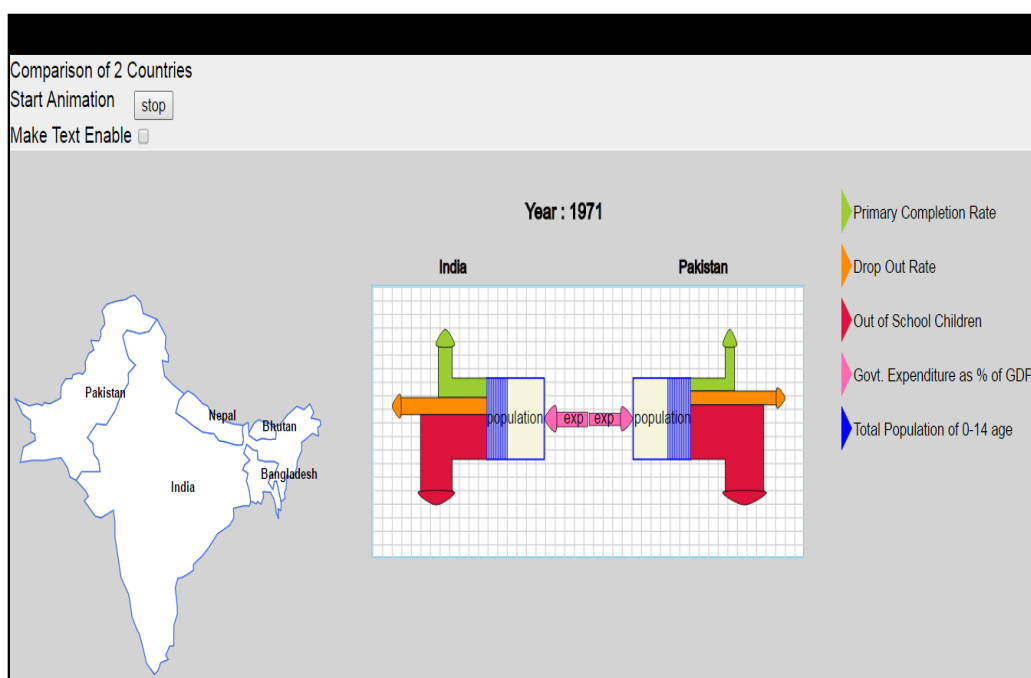 Comparison of 2 Countries
Start Animation stop
Make Text Enable
Year : 1971
India Pakistan
Primary Completion Rate
Drop Out Rate
Out of School Children
Govt. Expenditure as % of GDP
Total Population of 0-14 age
population exp exp population
Pakistan
Nepal
Bhutan
Bangladesh
India